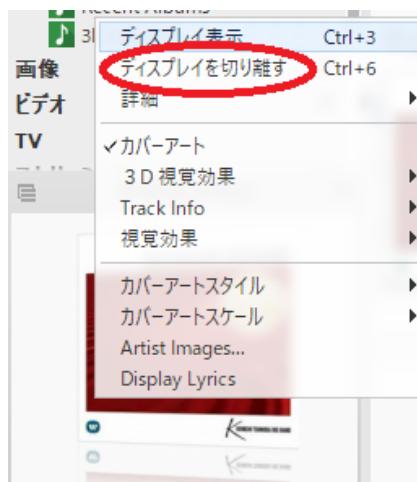 Recent Albums
3
画像
ビデオ
TV
ディスプレイ表示 Ctrl+3
ディスプレイを切り離す Ctrl+6
詳細
カバーアート
３Ｄ視覚効果
Track Info
視覚効果
カバーアートスタイル
カバーアートスケール
Artist Images...
Display Lyrics